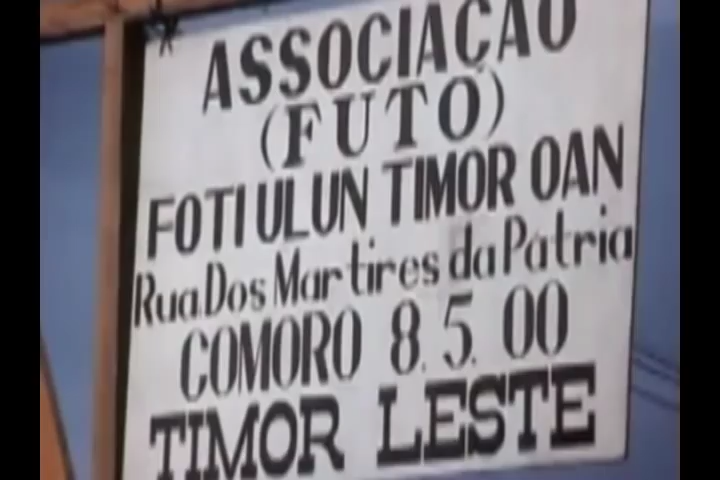 ASSOCIAÇÃO
(FUTO)
FOTI ULUN TIMOR OAN
Rua Dos Martires da Patria
COMORO 8.5.00
TIMOR LESTE